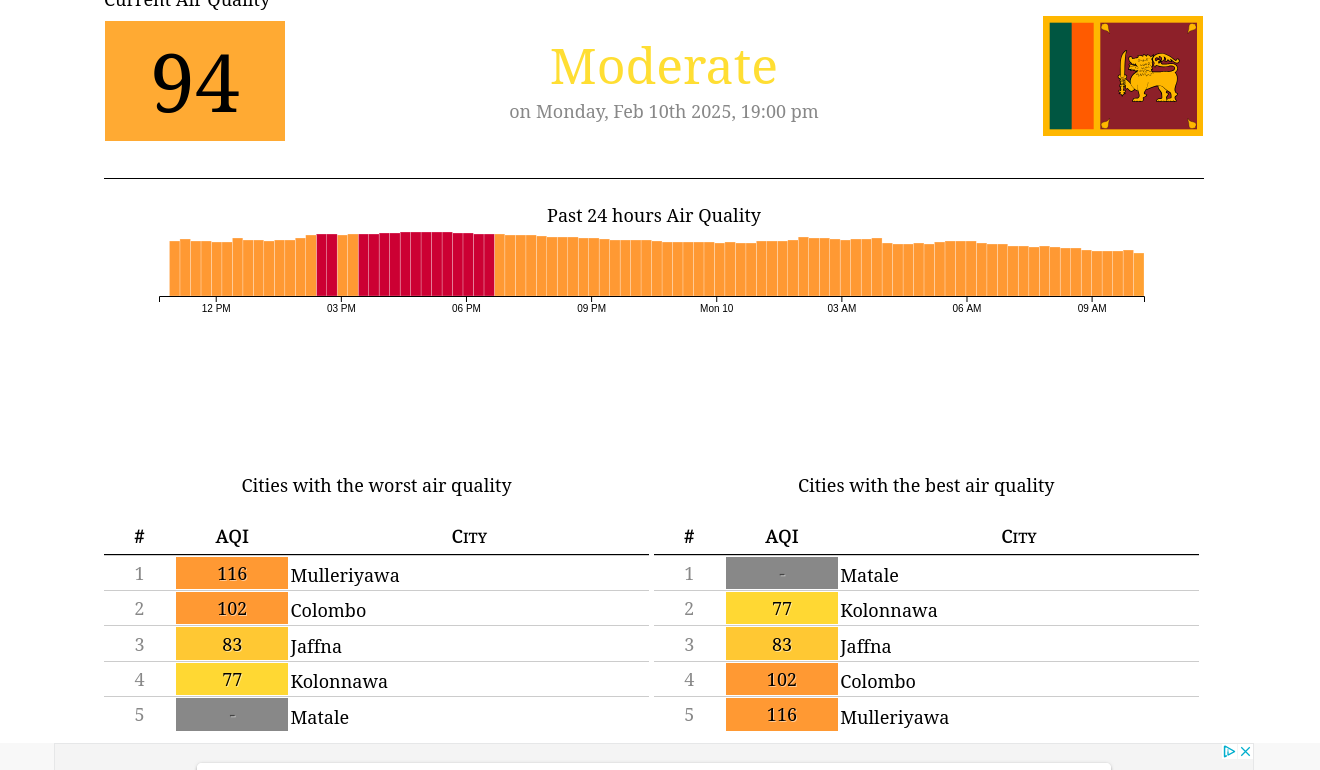 Current Air Quality
94
Moderate
on Monday, Feb 10th 2025, 19:00 pm
Past 24 hours Air Quality
12 PM 03 PM 06 PM 09 PM Mon 10 03 AM 06 AM 09 AM
Cities with the worst air quality
# AQI City
1 116 Mulleriyawa
2 102 Colombo
3 83 Jaffna
4 77 Kolonnawa
5 - Matale
Cities with the best air quality
# AQI City
1 - Matale
2 77 Kolonnawa
3 83 Jaffna
4 102 Colombo
5 116 Mulleriyawa